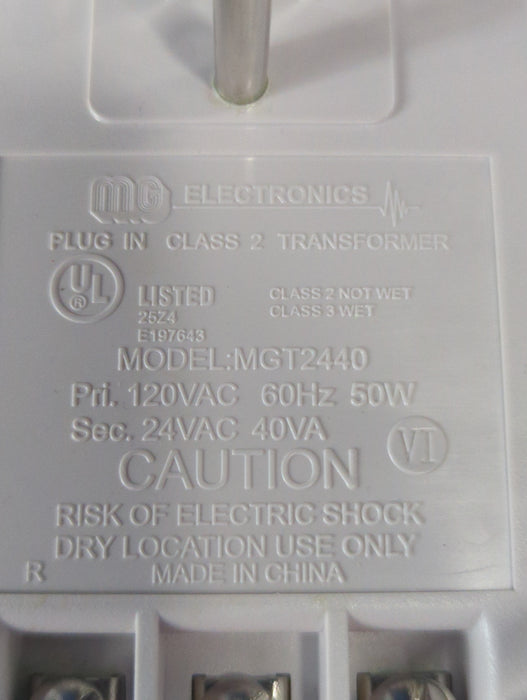 MG ELECTRONICS
PLUG IN CLASS 2 TRANSFORMER
UL ® LISTED
25Z4
E197643
CLASS 2 NOT WET
CLASS 3 WET
MODEL:MGT2440
Pri. 120VAC 60Hz 50W
Sec. 24VAC 40VA
VI
CAUTION
RISK OF ELECTRIC SHOCK
DRY LOCATION USE ONLY
R MADE IN CHINA